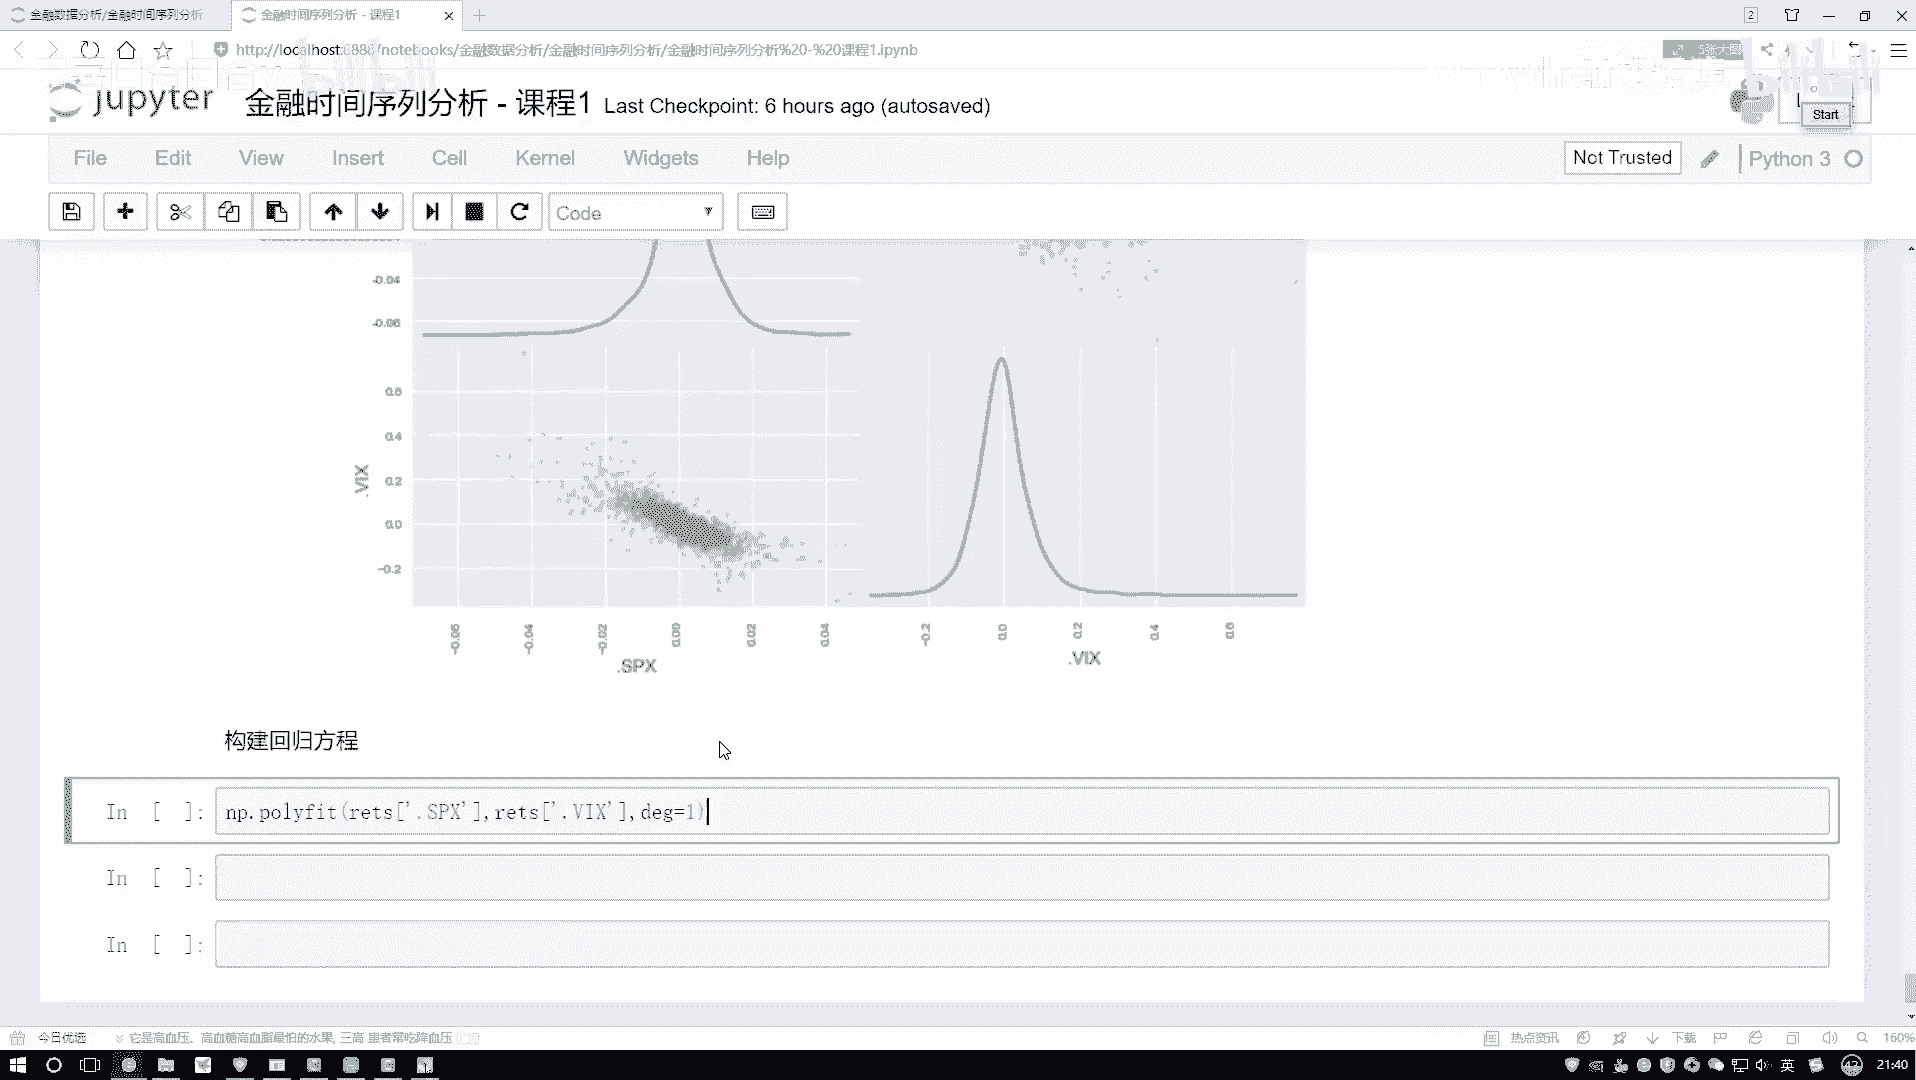 金融数据分析/金融时间序列分析
金融时间序列分析 - 课程1
2
http://localhost:8888/notebooks/金融数据分析/金融时间序列分析/金融时间序列分析%20-%20课程1.ipynb
5张大图
jupyter 金融时间序列分析 - 课程1 Last Checkpoint: 6 hours ago (autosaved)
Start
File Edit View Insert Cell Kernel Widgets Help
Not Trusted
Python 3
Code
-0.04
-0.06
0.6
0.4
0.2
0.0
-0.2
.VIX
-0.06 -0.04 -0.02 0.00 0.02 0.04
-0.2 0.0 0.2 0.4 0.6
.SPX
.VIX
构建回归方程
In [ ]: np.polyfit(rets['.SPX'],rets['.VIX'],deg=1)
In [ ]:
In [ ]:
今日优选
它是高血压、高血糖高血脂最怕的水果, 三高 患者常吃降血压
热点资讯
下载
160%
英
42
21:40